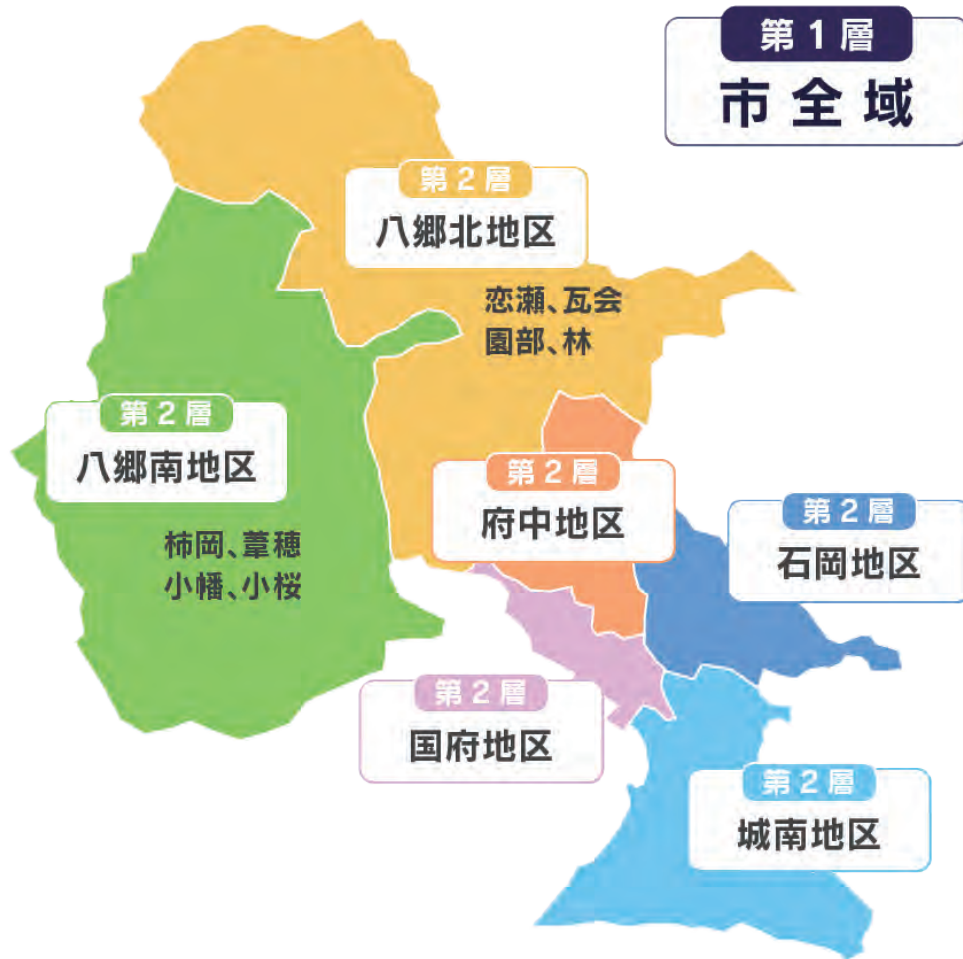 第1層
市全域
第2層
八郷北地区
恋瀬、瓦会
園部、林
第2層
八郷南地区
柿岡、葦穂
小幡、小桜
第2層
府中地区
第2層
石岡地区
第2層
国府地区
第2層
城南地区